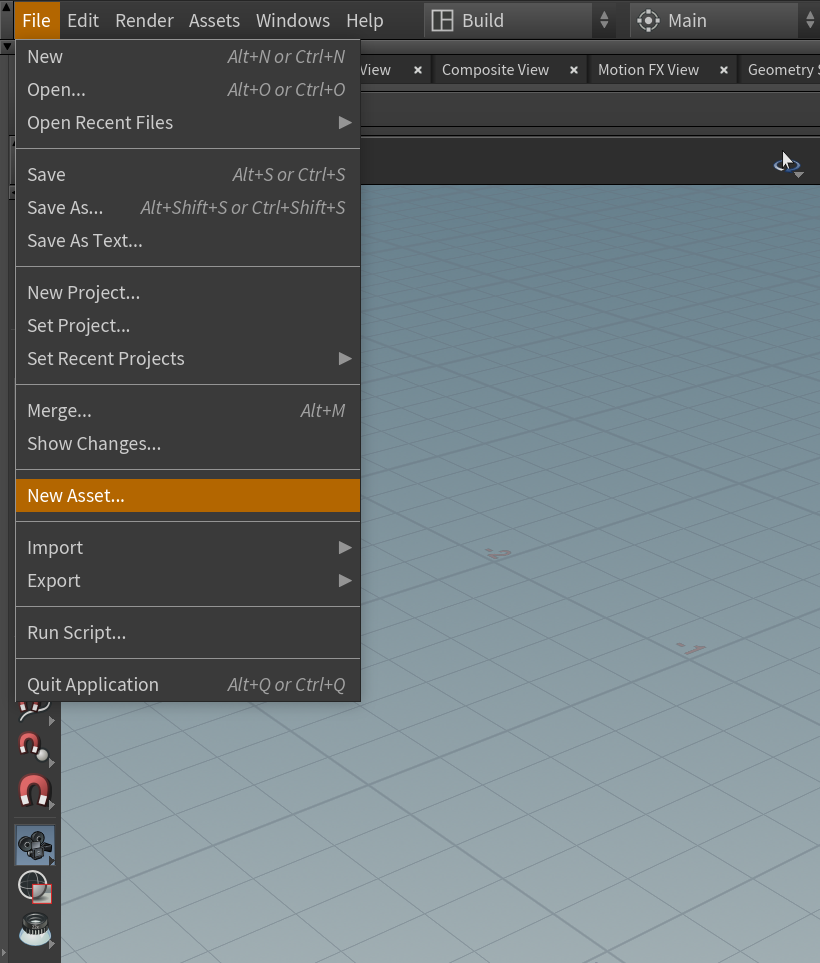 File Edit Render Assets Windows Help Build Main
View Composite View Motion FX View Geometry
New Alt+N or Ctrl+N
Open... Alt+O or Ctrl+O
Open Recent Files
Save Alt+S or Ctrl+S
Save As... Alt+Shift+S or Ctrl+Shift+S
Save As Text...
New Project...
Set Project...
Set Recent Projects
Merge... Alt+M
Show Changes...
New Asset...
Import
Export
Run Script...
Quit Application Alt+Q or Ctrl+Q